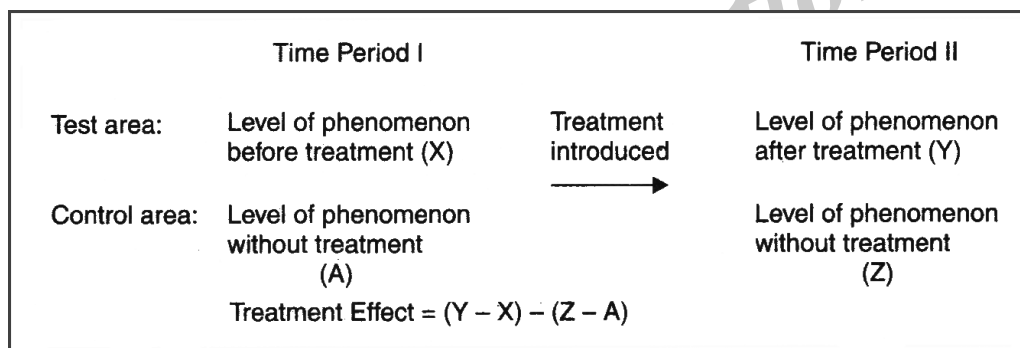 Time Period I Time Period II
Test area: Level of phenomenon Treatment Level of phenomenon
before treatment (X) introduced after treatment (Y)
Control area: Level of phenomenon Level of phenomenon
without treatment without treatment
(A) (Z)
Treatment Effect = (Y – X) – (Z – A)